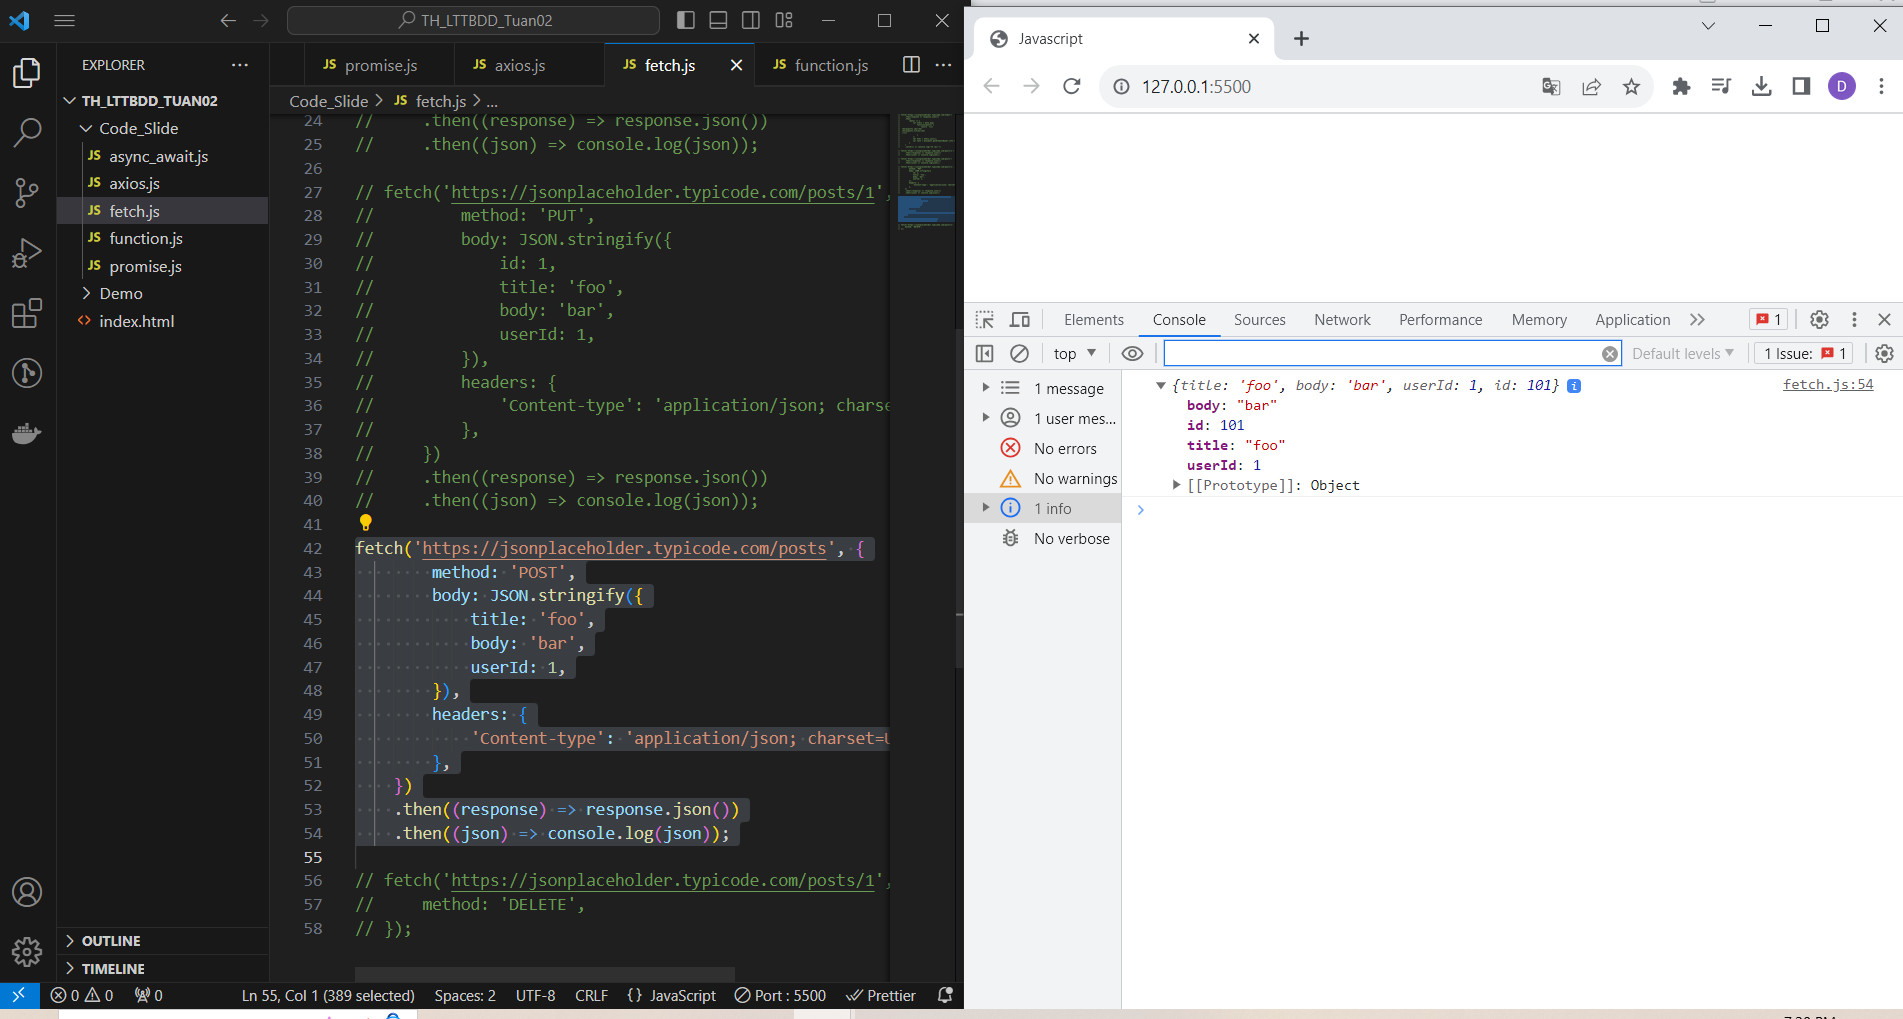 TH_LTTBDD_Tuan02
EXPLORER
TH_LTTBDD_TUAN02
Code_Slide
JS async_await.js
JS axios.js
JS fetch.js
JS function.js
JS promise.js
Demo
index.html
OUTLINE
TIMELINE
JS promise.js
JS axios.js
JS fetch.js
JS function.js
Code_Slide > JS fetch.js > ...
24 // .then((response) => response.json())
25 // .then((json) => console.log(json));
26
27 // fetch('https://jsonplaceholder.typicode.com/posts/1',
28 // method: 'PUT',
29 // body: JSON.stringify({
30 // id: 1,
31 // title: 'foo',
32 // body: 'bar',
33 // userId: 1,
34 // }),
35 // headers: {
36 // 'Content-type': 'application/json; charse
37 // },
38 // })
39 // .then((response) => response.json())
40 // .then((json) => console.log(json));
41
42 fetch('https://jsonplaceholder.typicode.com/posts', {
43 method: 'POST',
44 body: JSON.stringify({
45 title: 'foo',
46 body: 'bar',
47 userId: 1,
48 }),
49 headers: {
50 'Content-type': 'application/json; charset=U
51 },
52 })
53 .then((response) => response.json())
54 .then((json) => console.log(json));
55
56 // fetch('https://jsonplaceholder.typicode.com/posts/1',
57 // method: 'DELETE',
58 // });
0 0 0 Ln 55, Col 1 (389 selected) Spaces: 2 UTF-8 CRLF {} JavaScript Port : 5500 Prettier
Javascript
127.0.0.1:5500
D
Elements Console Sources Network Performance Memory Application 1
top Default levels 1 Issue: 1
1 message
1 user mes...
No errors
No warnings
1 info
No verbose
{title: 'foo', body: 'bar', userId: 1, id: 101} i fetch.js:54
body: "bar"
id: 101
title: "foo"
userId: 1
[[Prototype]]: Object